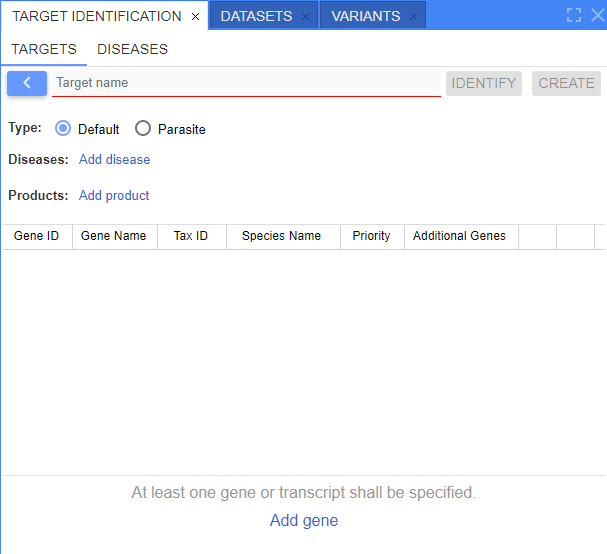 TARGET IDENTIFICATION × DATASETS × VARIANTS ×
TARGETS DISEASES
Target name IDENTIFY CREATE
Type: Default Parasite
Diseases: Add disease
Products: Add product
Gene ID Gene Name Tax ID Species Name Priority Additional Genes
At least one gene or transcript shall be specified.
Add gene